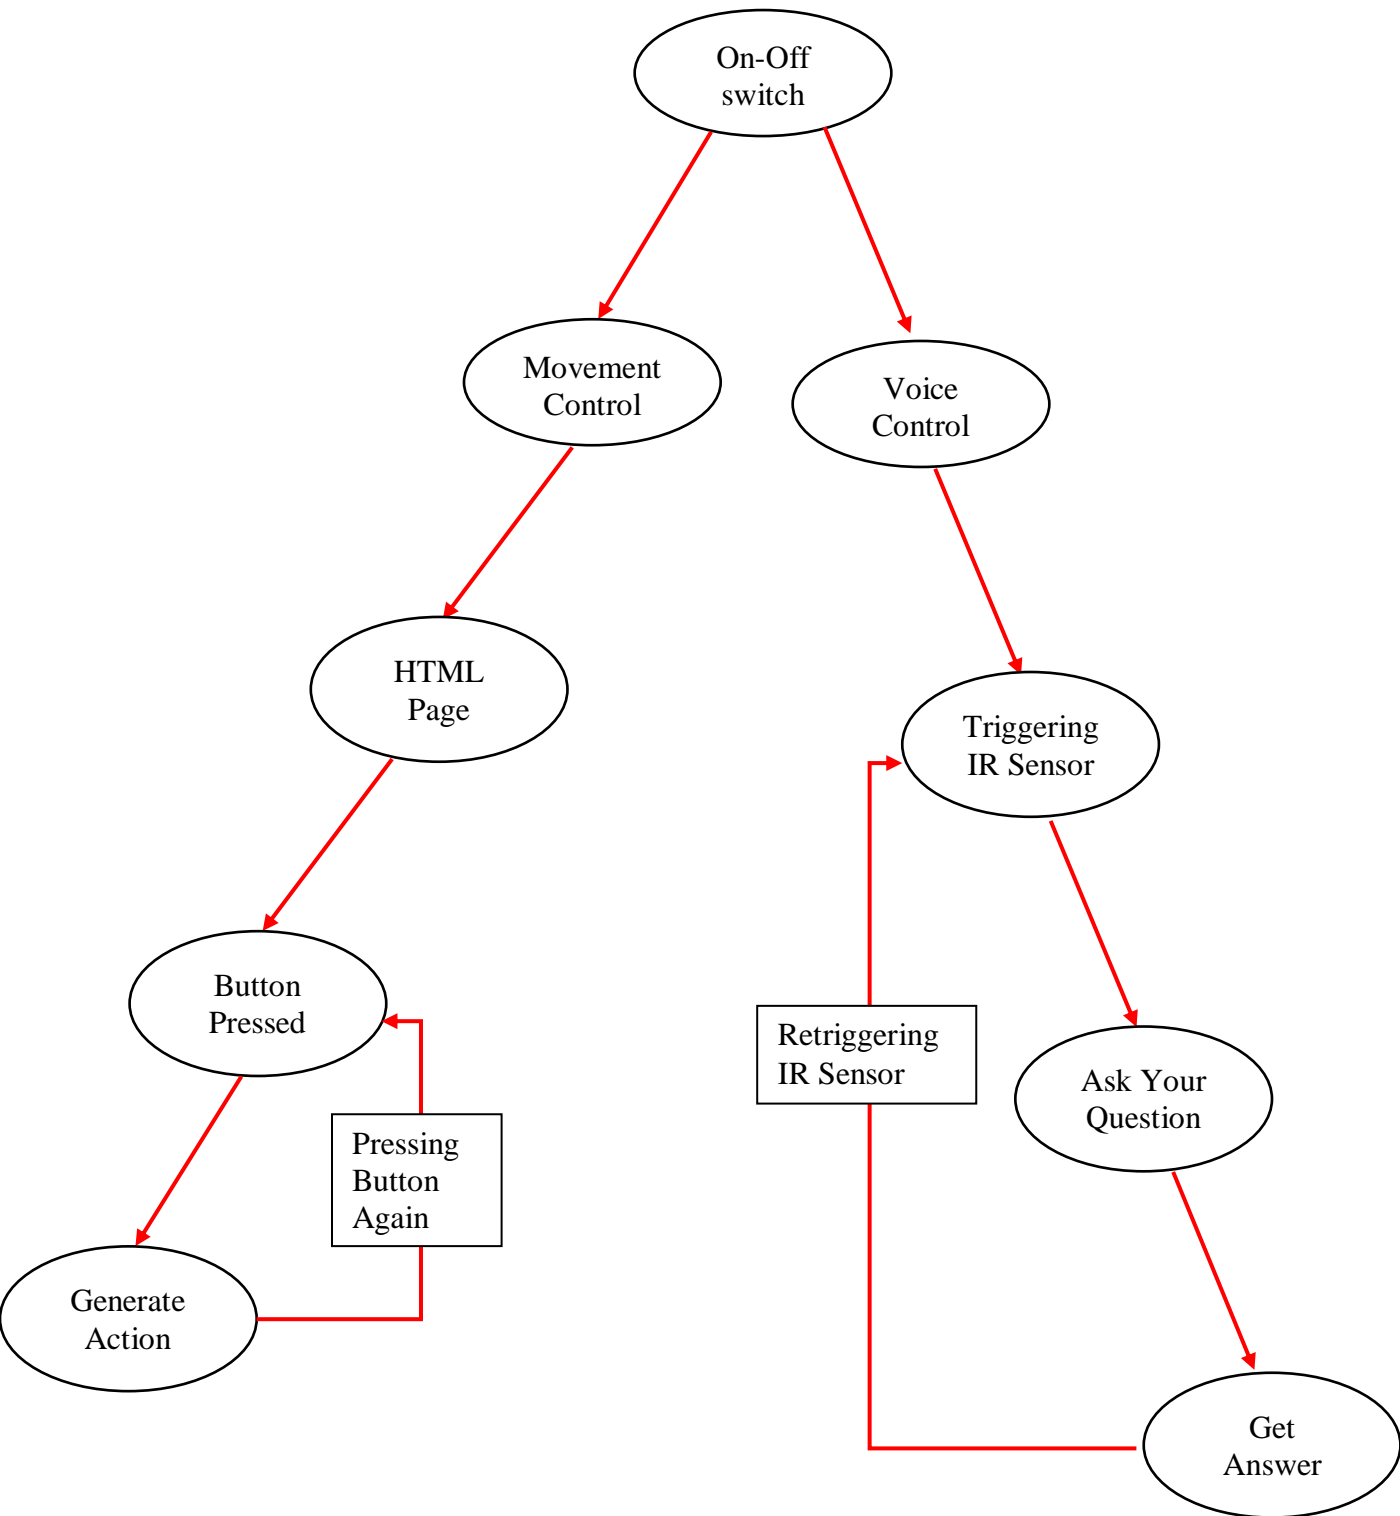 On-Off
switch
Movement
Control
Voice
Control
HTML
Page
Triggering
IR Sensor
Button
Pressed
Retriggering
IR Sensor
Ask Your
Question
Pressing
Button
Again
Generate
Action
Get
Answer